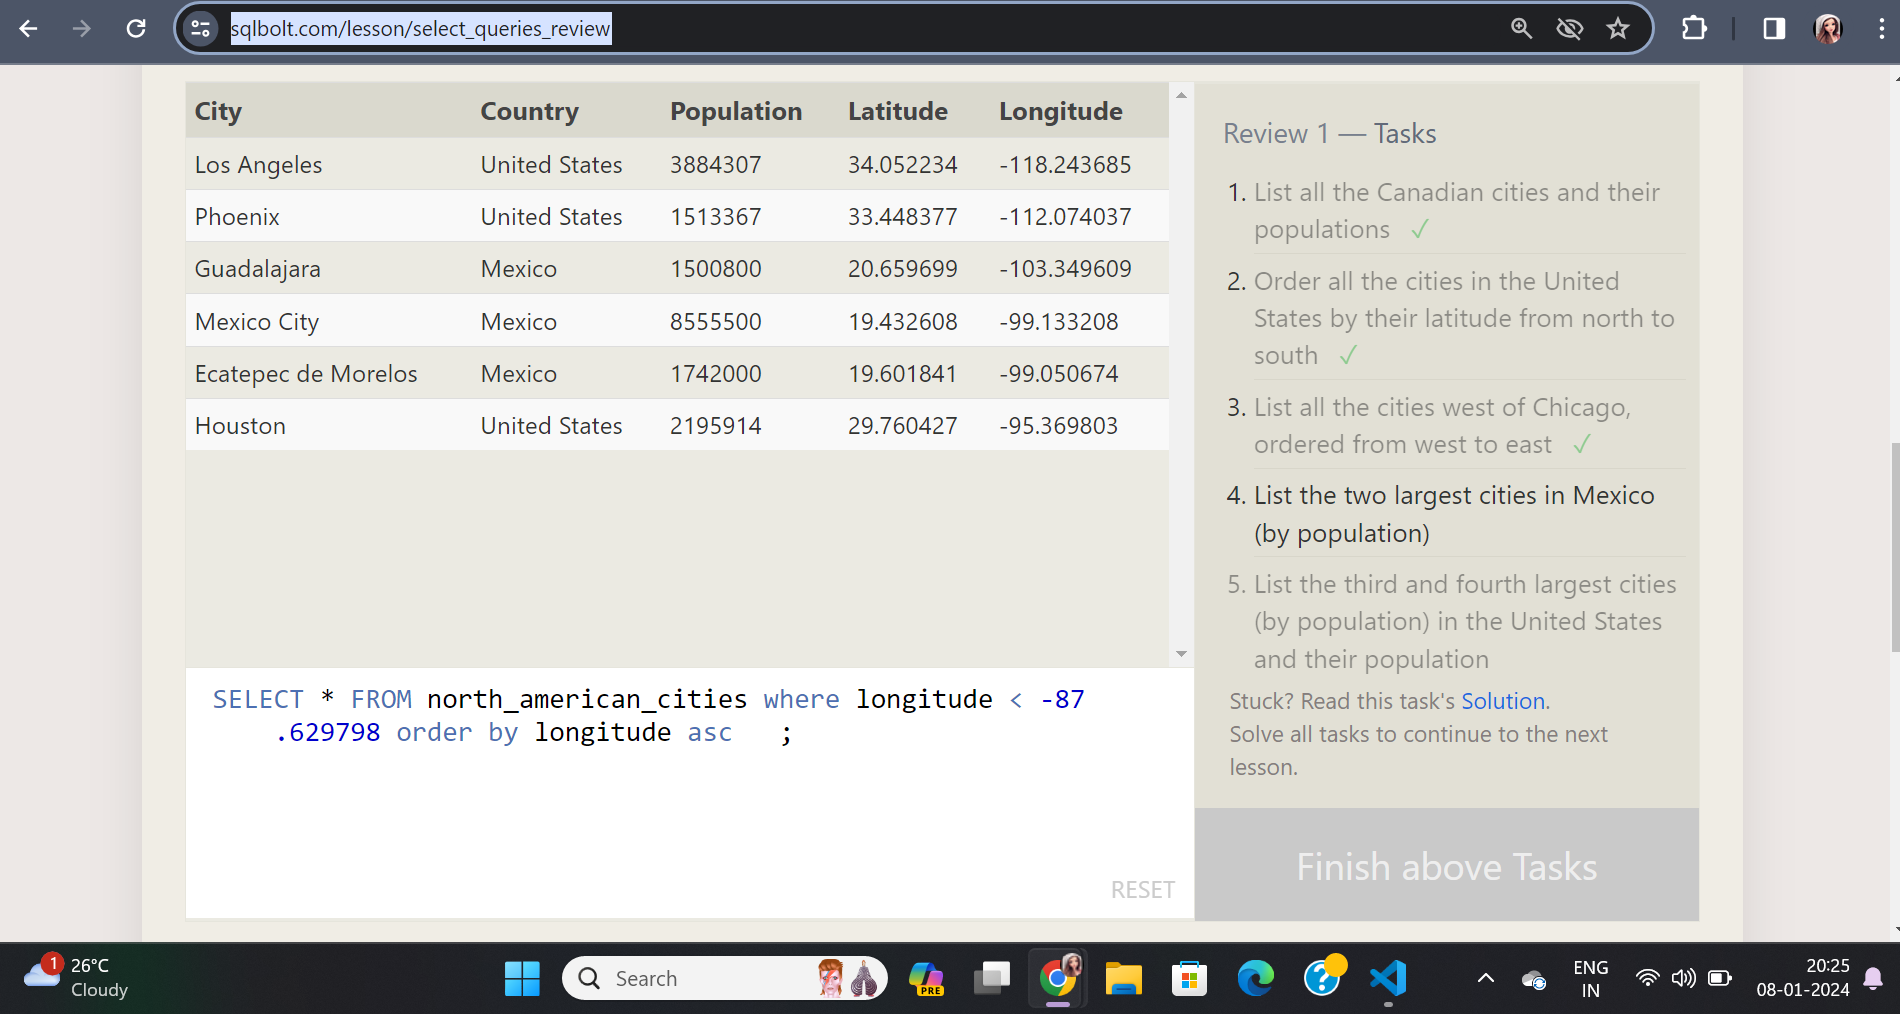 sqlbolt.com/lesson/select_queries_review
City Country Population Latitude Longitude
Los Angeles United States 3884307 34.052234 -118.243685
Phoenix United States 1513367 33.448377 -112.074037
Guadalajara Mexico 1500800 20.659699 -103.349609
Mexico City Mexico 8555500 19.432608 -99.133208
Ecatepec de Morelos Mexico 1742000 19.601841 -99.050674
Houston United States 2195914 29.760427 -95.369803
SELECT * FROM north_american_cities where longitude < -87
.629798 order by longitude asc ;
RESET
Review 1 — Tasks
1. List all the Canadian cities and their
populations ✓
2. Order all the cities in the United
States by their latitude from north to
south ✓
3. List all the cities west of Chicago,
ordered from west to east ✓
4. List the two largest cities in Mexico
(by population)
5. List the third and fourth largest cities
(by population) in the United States
and their population
Stuck? Read this task's Solution.
Solve all tasks to continue to the next
lesson.
Finish above Tasks
1
26°C
Cloudy
Search
PRE
ENG
IN
20:25
08-01-2024